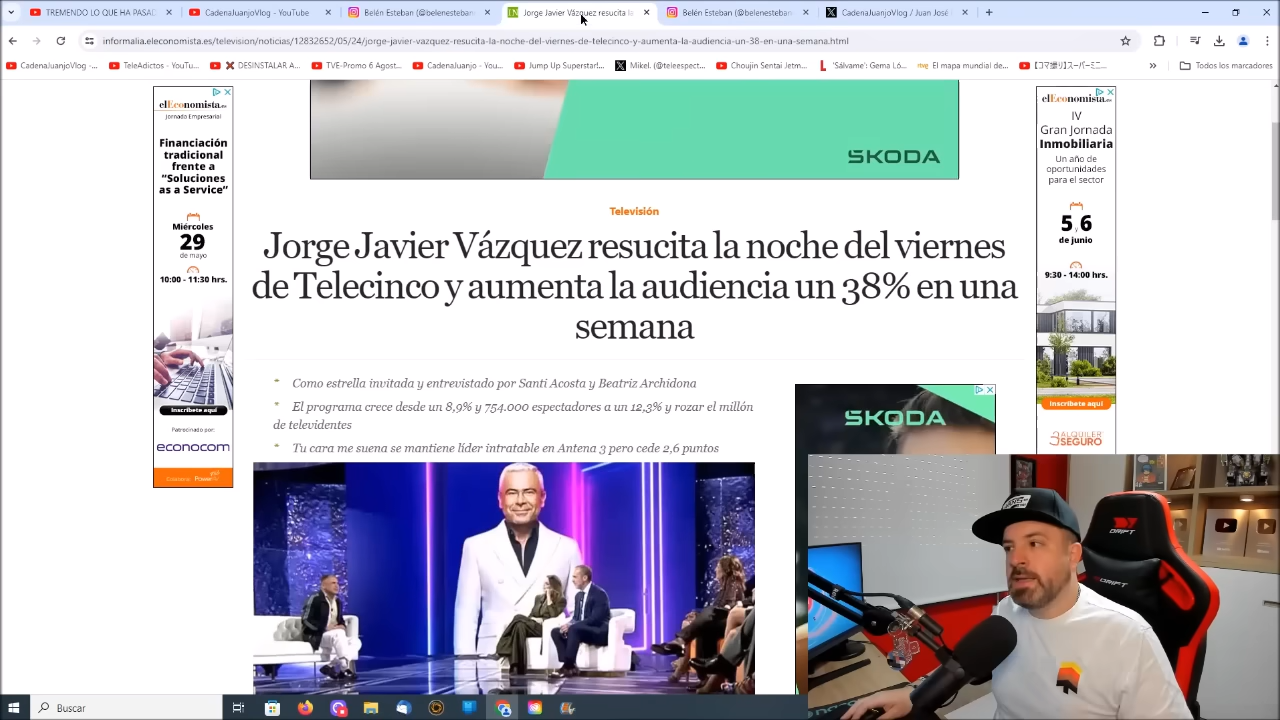 TREMENDO LO QUE HA PASAD
Belén Esteban (@belenesteban
Jorge Javier Vázquez resucita la
Belén Esteban (@belenesteban
CadenaJuanjoVlog / Juan José
informalia.eleconomista.es/television/noticias/12832652/05/24/jorge-javier-vazquez-resucita-la-noche-del-viernes-de-telecinco-y-aumenta-la-audiencia-un-38-en-una-semana.html
CadenaJuanjoVlog -...
TeleAdictos - YouTu...
DESINSTALAR A...
TVE-Promo 6 Agost...
CadenaJuanjo - You...
Jump Up Superstar!...
Mikel. (@teleespect...
Choujin Sentai Jetm...
'Sálvame': Gema Ló...
El mapa mundial de...
Todos los marcadores
elEconomista.es
Jornada Empresarial
Financiación
tradicional
frente a
“Soluciones
as a Service”
Miércoles
29
de mayo
10:00 - 11:30 hrs.
Inscríbete aquí
Patrocinado por:
econocom
ŠKODA
Televisión
Jorge Javier Vázquez resucita la noche del viernes
de Telecinco y aumenta la audiencia un 38% en una
semana
Como estrella invitada y entrevistado por Santi Acosta y Beatriz Archidona
El programa crece desde un 8,9% y 754.000 espectadores a un 12,3% y rozar el millón
de televidentes
Tu cara me suena se mantiene líder intratable en Antena 3 pero cede 2,6 puntos
ŠKODA
elEconomista.es
IV
Gran Jornada
Inmobiliaria
Un año de
oportunidades
para el sector
5 y 6
de junio
9:30 - 14:00 hrs.
Inscríbete aquí
ALQUILER
SEGURO
DRIFT
DRIFT
Buscar